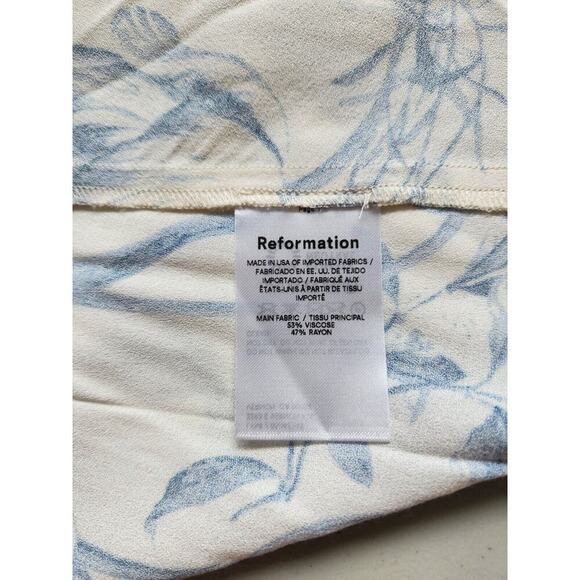 Reformation
MADE IN USA OF IMPORTED FABRICS /
FABRICADO EN EE. UU. DE TEJIDO
IMPORTADO / FABRIQUÉ AUX
ÉTATS-UNIS À PARTIR DE TISSU
IMPORTÉ
MAIN FABRIC / TISSU PRINCIPAL
53% VISCOSE
47% RAYON